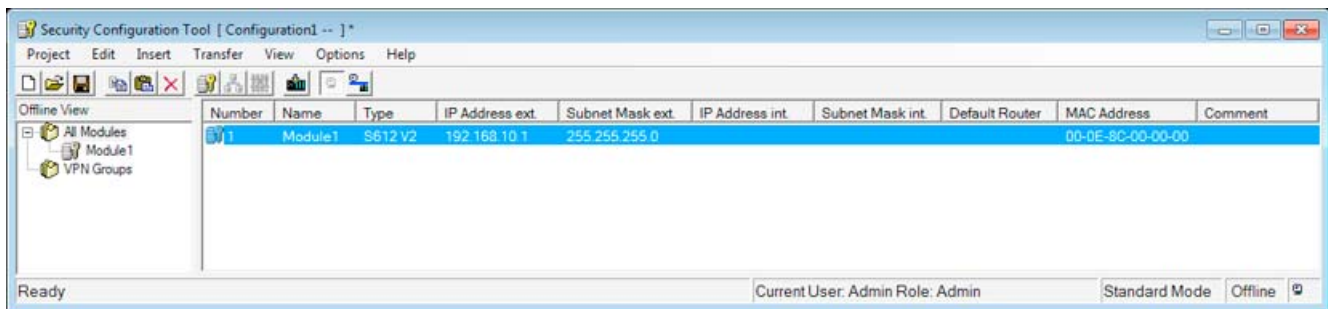 Security Configuration Tool [ Configuration1 -- ] *
Project Edit Insert Transfer View Options Help
Offline View
Number Name Type IP Address ext. Subnet Mask ext. IP Address int. Subnet Mask int. Default Router MAC Address Comment
All Modules
1 Module1 S612 V2 192.168.10.1 255.255.255.0 00-0E-8C-00-00-00
Module1
VPN Groups
Ready Current User: Admin Role: Admin Standard Mode Offline